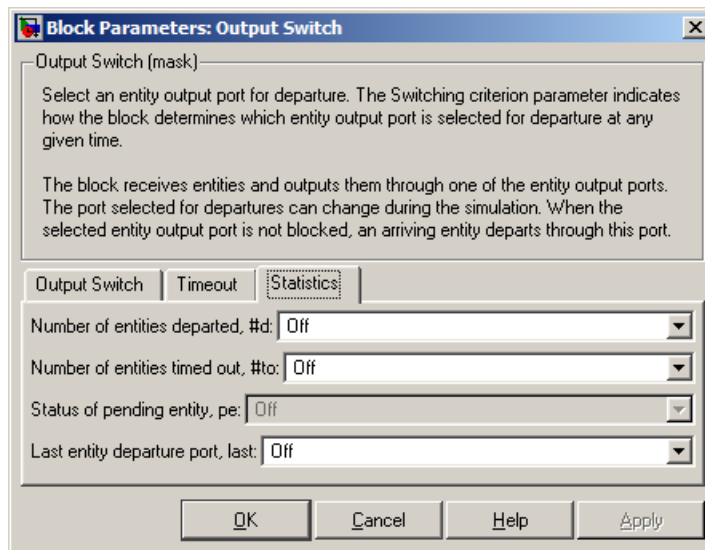 Block Parameters: Output Switch
Output Switch (mask)
Select an entity output port for departure. The Switching criterion parameter indicates
how the block determines which entity output port is selected for departure at any
given time.
The block receives entities and outputs them through one of the entity output ports.
The port selected for departures can change during the simulation. When the
selected entity output port is not blocked, an arriving entity departs through this port.
Output Switch Timeout Statistics
Number of entities departed, #d: Off
Number of entities timed out, #to: Off
Status of pending entity, pe: Off
Last entity departure port, last: Off
OK Cancel Help Apply